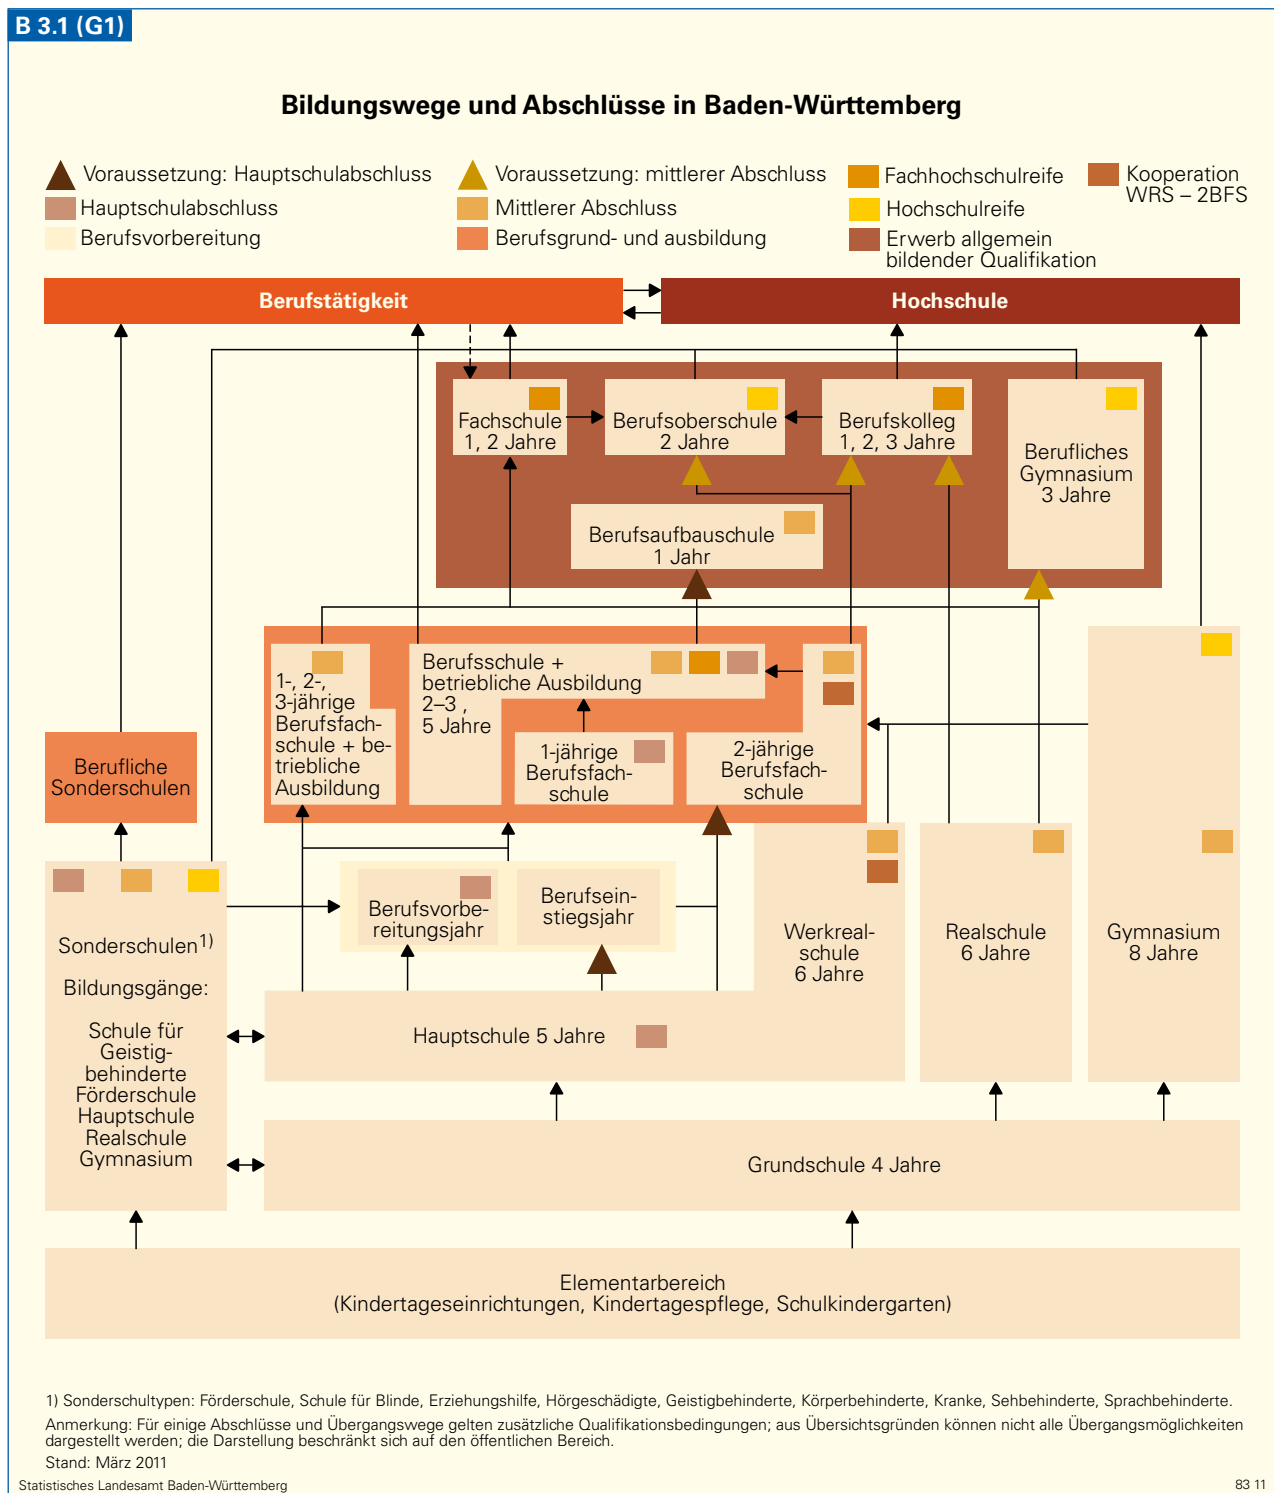 B 3.1 (G1)
Bildungswege und Abschlüsse in Baden-Württemberg
Voraussetzung: Hauptschulabschluss
Voraussetzung: mittlerer Abschluss
Fachhochschulreife
Kooperation
WRS – 2BFS
Hauptschulabschluss
Mittlerer Abschluss
Hochschulreife
Berufsvorbereitung
Berufsgrund- und ausbildung
Erwerb allgemein
bildender Qualifikation
Berufstätigkeit
Hochschule
Fachschule
1, 2 Jahre
Berufsoberschule
2 Jahre
Berufskolleg
1, 2, 3 Jahre
Berufliches
Gymnasium
3 Jahre
Berufsaufbauschule
1 Jahr
1-, 2-,
3-jährige
Berufsfach-
schule + be-
triebliche
Ausbildung
Berufsschule +
betriebliche Ausbildung
2–3 ,
5 Jahre
1-jährige
Berufsfach-
schule
2-jährige
Berufsfach-
schule
Berufliche
Sonderschulen
Berufsvorbe-
reitungsjahr
Berufsein-
stiegsjahr
Werkreal-
schule
6 Jahre
Realschule
6 Jahre
Gymnasium
8 Jahre
Sonderschulen1)
Bildungsgänge:
Schule für
Geistig-
behinderte
Förderschule
Hauptschule
Realschule
Gymnasium
Hauptschule 5 Jahre
Grundschule 4 Jahre
Elementarbereich
(Kindertageseinrichtungen, Kindertagespflege, Schulkindergarten)
1) Sonderschultypen: Förderschule, Schule für Blinde, Erziehungshilfe, Hörgeschädigte, Geistigbehinderte, Körperbehinderte, Kranke, Sehbehinderte, Sprachbehinderte.
Anmerkung: Für einige Abschlüsse und Übergangswege gelten zusätzliche Qualifikationsbedingungen; aus Übersichtsgründen können nicht alle Übergangsmöglichkeiten
dargestellt werden; die Darstellung beschränkt sich auf den öffentlichen Bereich.
Stand: März 2011
Statistisches Landesamt Baden-Württemberg
83 11